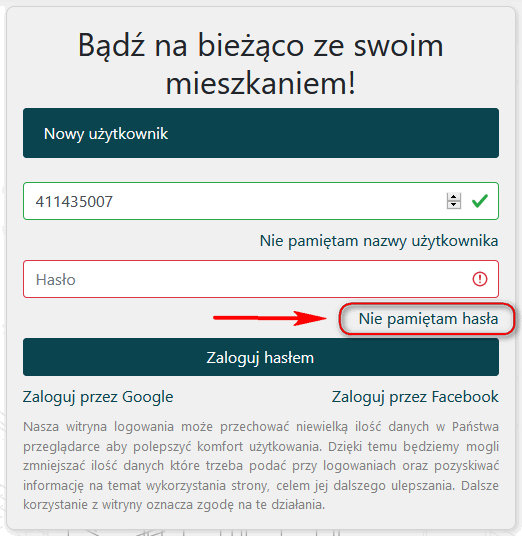 Bądź na bieżąco ze swoim
mieszkaniem!
Nowy użytkownik
411435007
Nie pamiętam nazwy użytkownika
Hasło
Nie pamiętam hasła
Zaloguj hasłem
Zaloguj przez Google
Zaloguj przez Facebook
Nasza witryna logowania może przechować niewielką ilość danych w Państwa
przeglądarce aby polepszyć komfort użytkowania. Dzięki temu będziemy mogli
zmniejszać ilość danych które trzeba podać przy logowaniach oraz pozyskiwać
informację na temat wykorzystania strony, celem jej dalszego ulepszania. Dalsze
korzystanie z witryny oznacza zgodę na te działania.